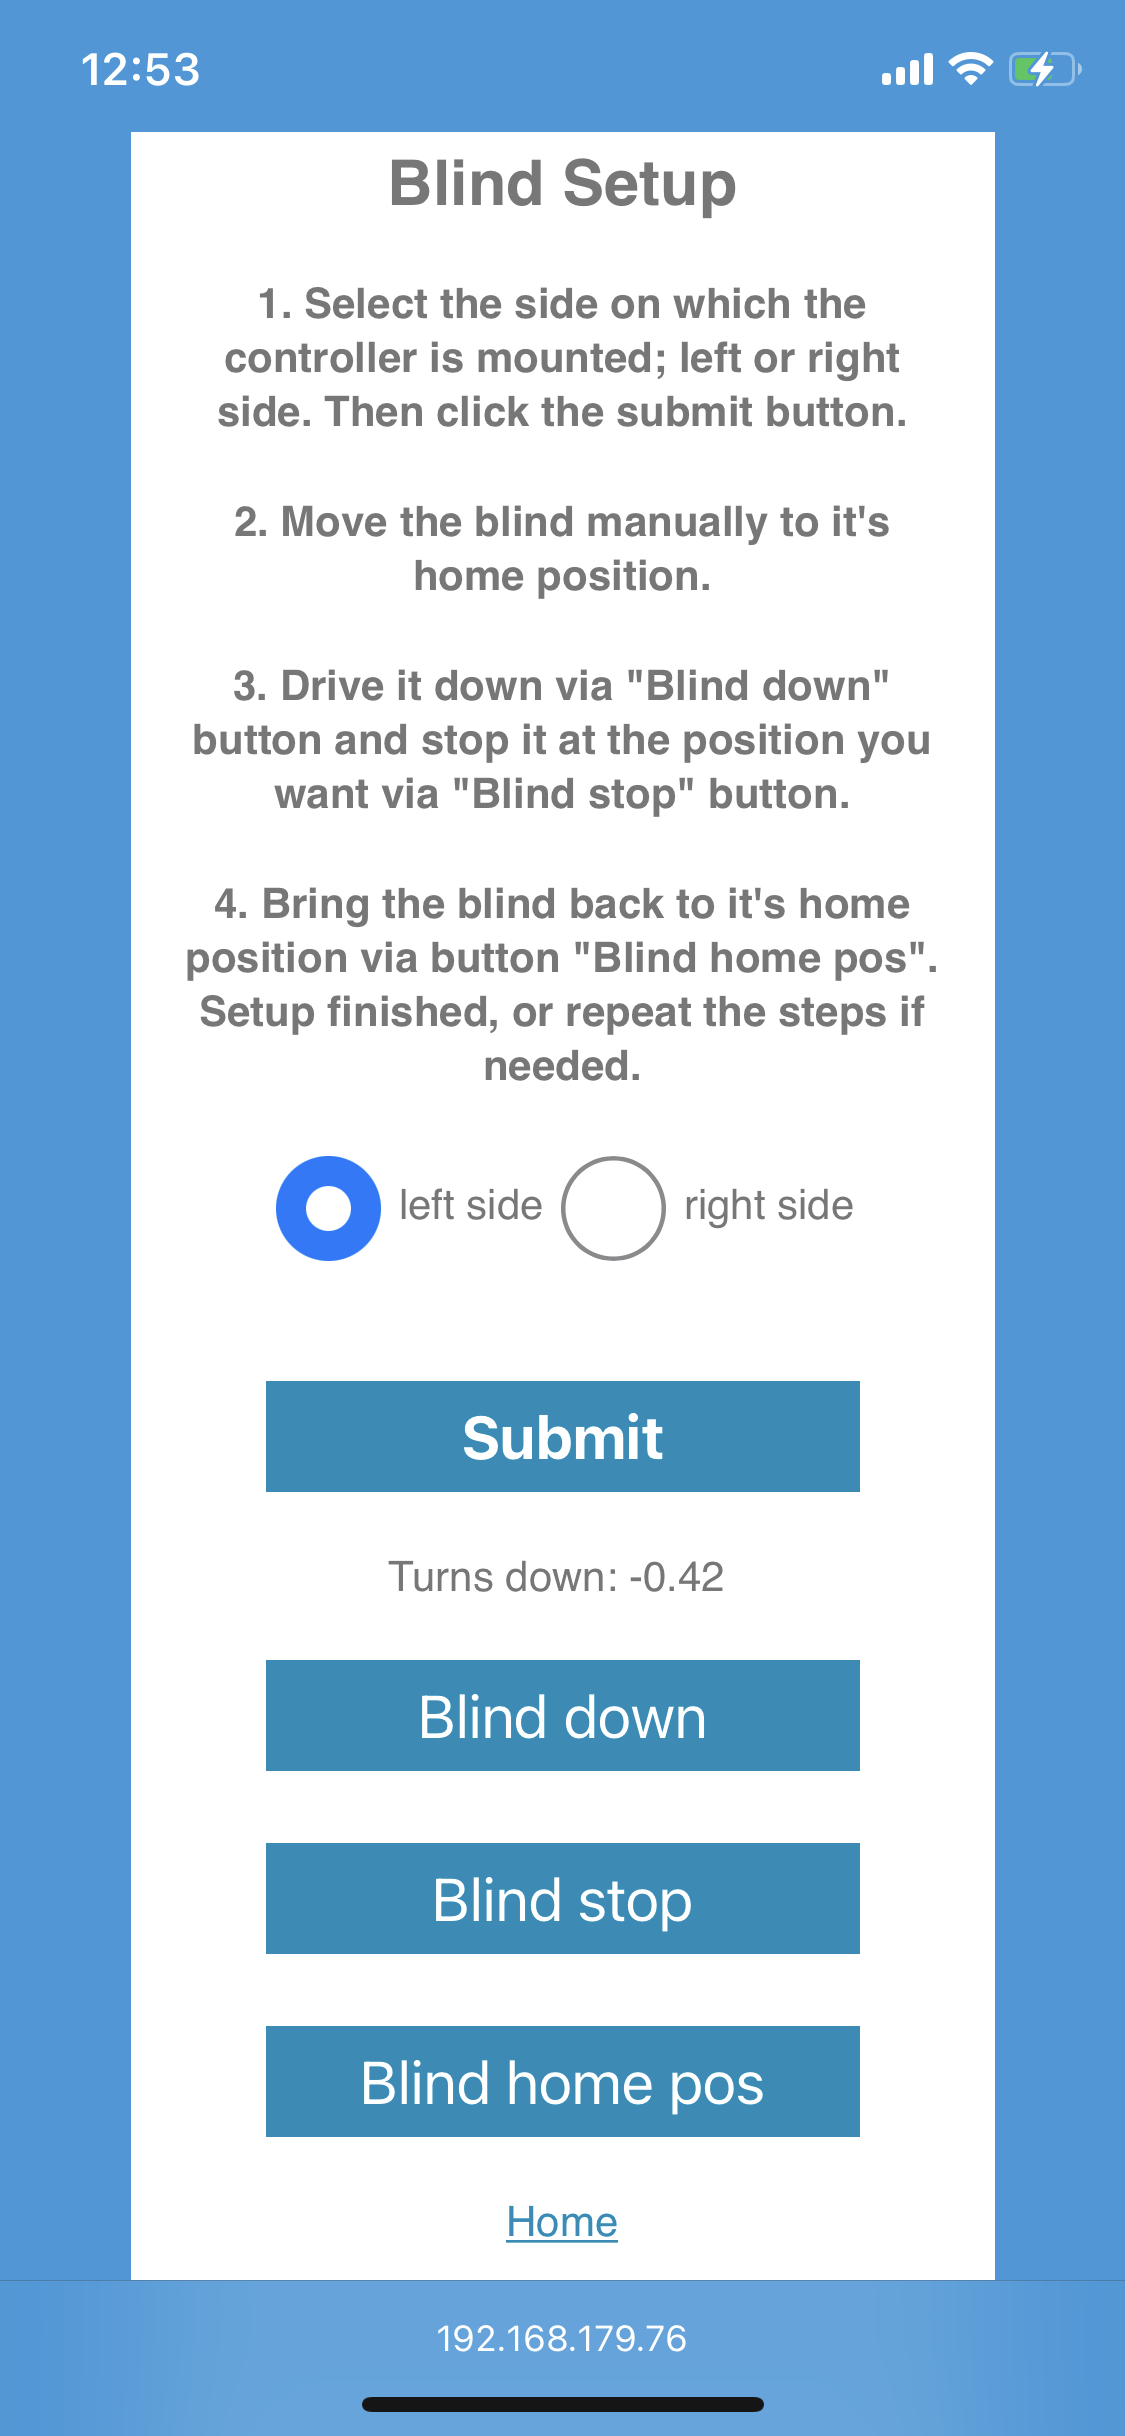 12:53
Blind Setup
1. Select the side on which the
controller is mounted; left or right
side. Then click the submit button.
2. Move the blind manually to it's
home position.
3. Drive it down via "Blind down"
button and stop it at the position you
want via "Blind stop" button.
4. Bring the blind back to it's home
position via button "Blind home pos".
Setup finished, or repeat the steps if
needed.
left side right side
Submit
Turns down: -0.42
Blind down
Blind stop
Blind home pos
Home
192.168.179.76